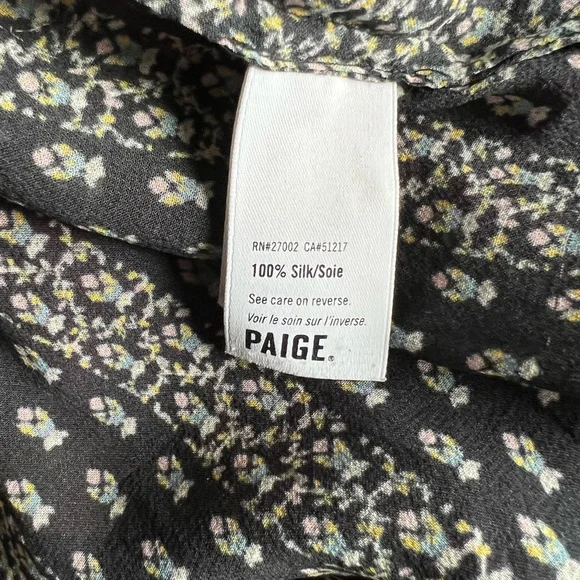 RN#27002 CA#51217
100% Silk/Soie
See care on reverse.
Voir le soin sur l'inverse.
PAIGE®